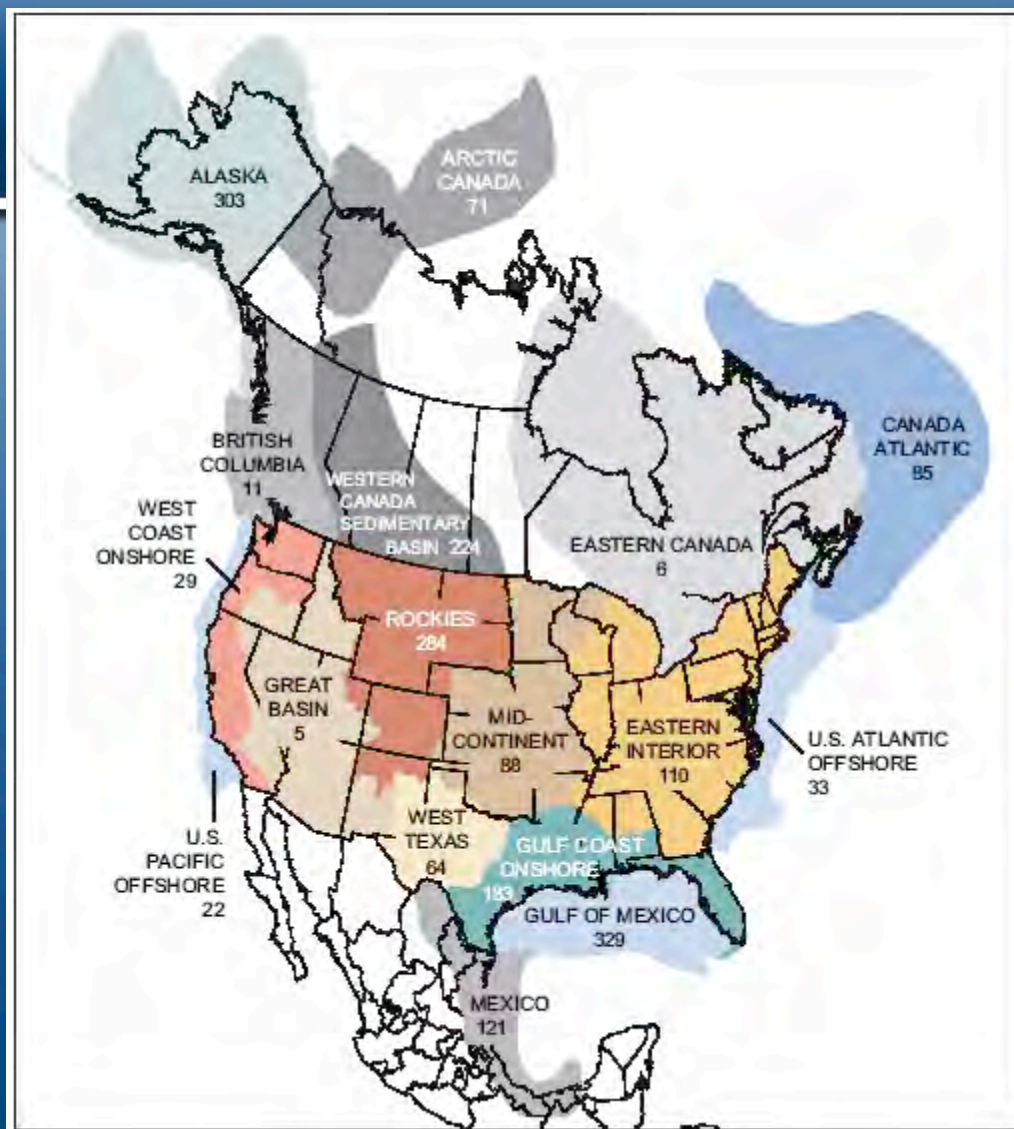 ALASKA
303
ARCTIC
CANADA
71
BRITISH
COLUMBIA
11
WESTERN
CANADA
SEDIMENTARY
BASIN 224
CANADA
ATLANTIC
85
EASTERN CANADA
6
WEST
COAST
ONSHORE
29
ROCKIES
284
GREAT
BASIN
5
MID-
CONTINENT
88
EASTERN
INTERIOR
110
U.S. ATLANTIC
OFFSHORE
33
U.S.
PACIFIC
OFFSHORE
22
WEST
TEXAS
64
GULF COAST
ONSHORE
183
GULF OF MEXICO
329
MEXICO
121